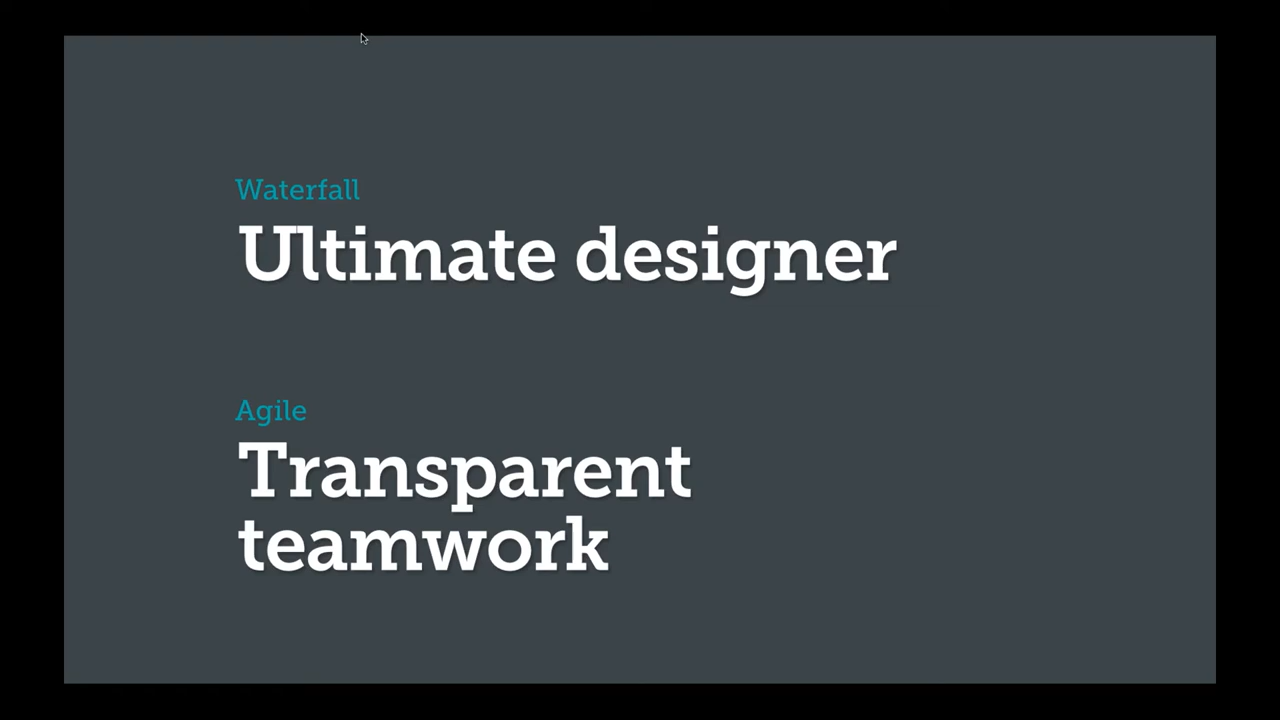 Waterfall
Ultimate designer
Agile
Transparent
teamwork